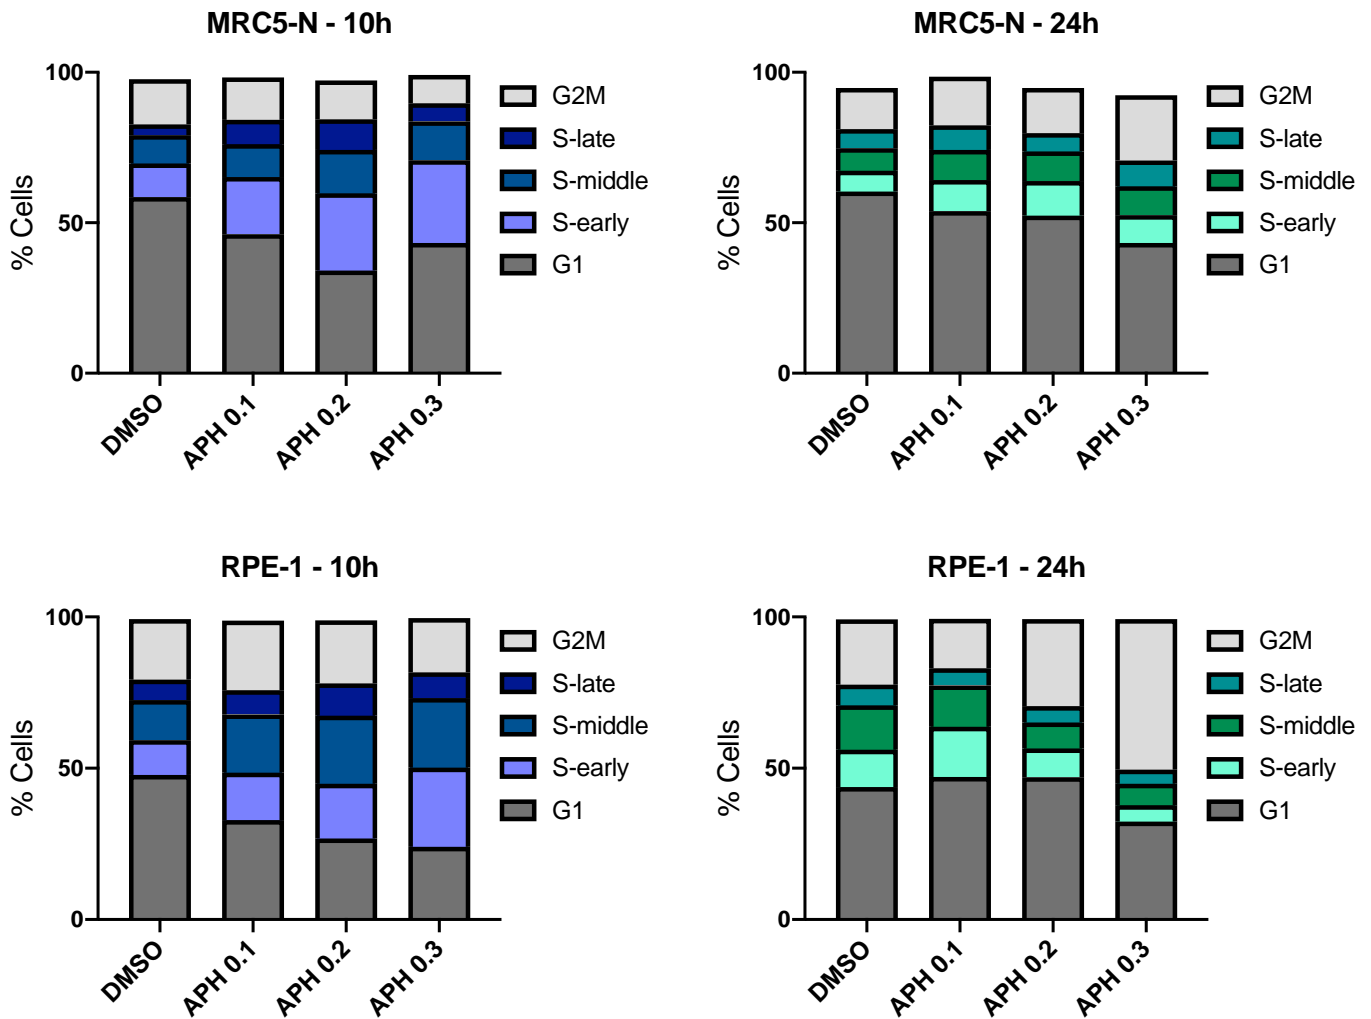 MRC5-N - 10h
% Cells
100
50
0
DMSO
APH 0.1
APH 0.2
APH 0.3
G2M
S-late
S-middle
S-early
G1
MRC5-N - 24h
% Cells
100
50
0
DMSO
APH 0.1
APH 0.2
APH 0.3
G2M
S-late
S-middle
S-early
G1
RPE-1 - 10h
% Cells
100
50
0
DMSO
APH 0.1
APH 0.2
APH 0.3
G2M
S-late
S-middle
S-early
G1
RPE-1 - 24h
% Cells
100
50
0
DMSO
APH 0.1
APH 0.2
APH 0.3
G2M
S-late
S-middle
S-early
G1